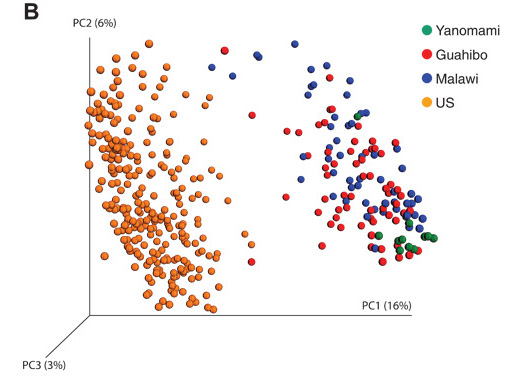 B
PC2 (6%)
Yanomami
Guahibo
Malawi
US
PC1 (16%)
PC3 (3%)